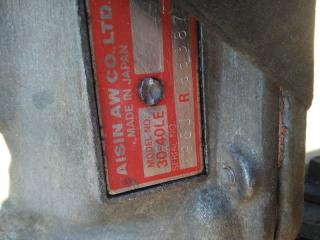 AISIN AW CO., LTD.
MADE IN JAPAN
MODEL NO.
30-40LE
SERIAL NO.
R